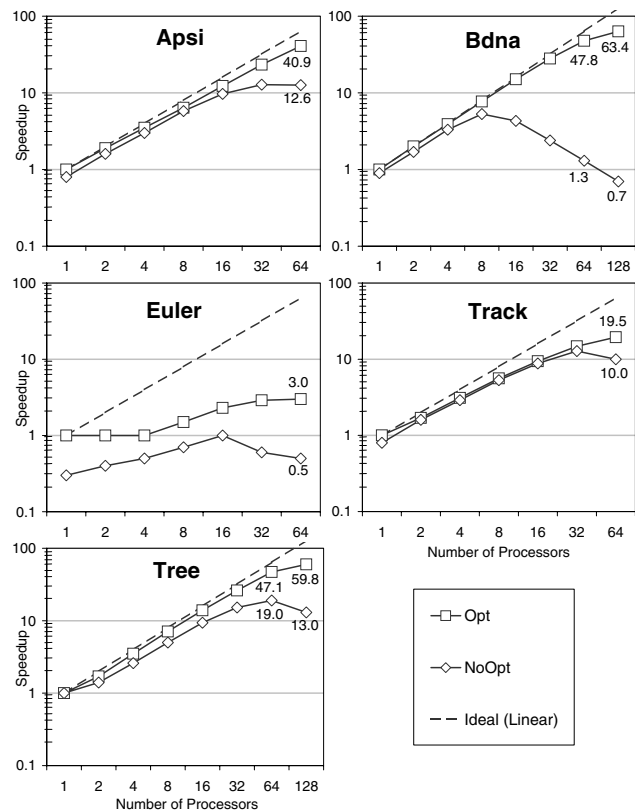 Apsi
Speedup
100
10
1
0.1
40.9
12.6
1 2 4 8 16 32 64
Bdna
Speedup
100
10
1
0.1
47.8
63.4
1.3
0.7
1 2 4 8 16 32 64 128
Euler
Speedup
100
10
1
0.1
3.0
0.5
1 2 4 8 16 32 64
Track
Speedup
100
10
1
0.1
19.5
10.0
1 2 4 8 16 32 64
Number of Processors
Tree
Speedup
100
10
1
0.1
47.1
59.8
19.0
13.0
1 2 4 8 16 32 64 128
Number of Processors
Opt
NoOpt
Ideal (Linear)